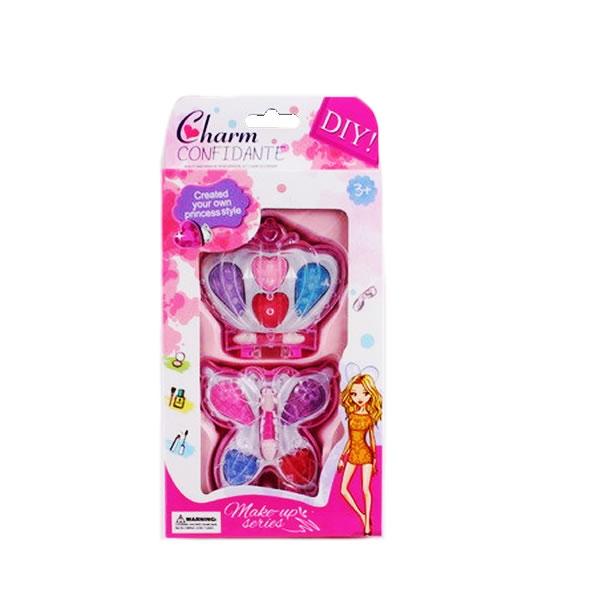 Charm
CONFIDANTE
DIY!
3+
Created
your own
princess style
Make-up
series
WARNING: